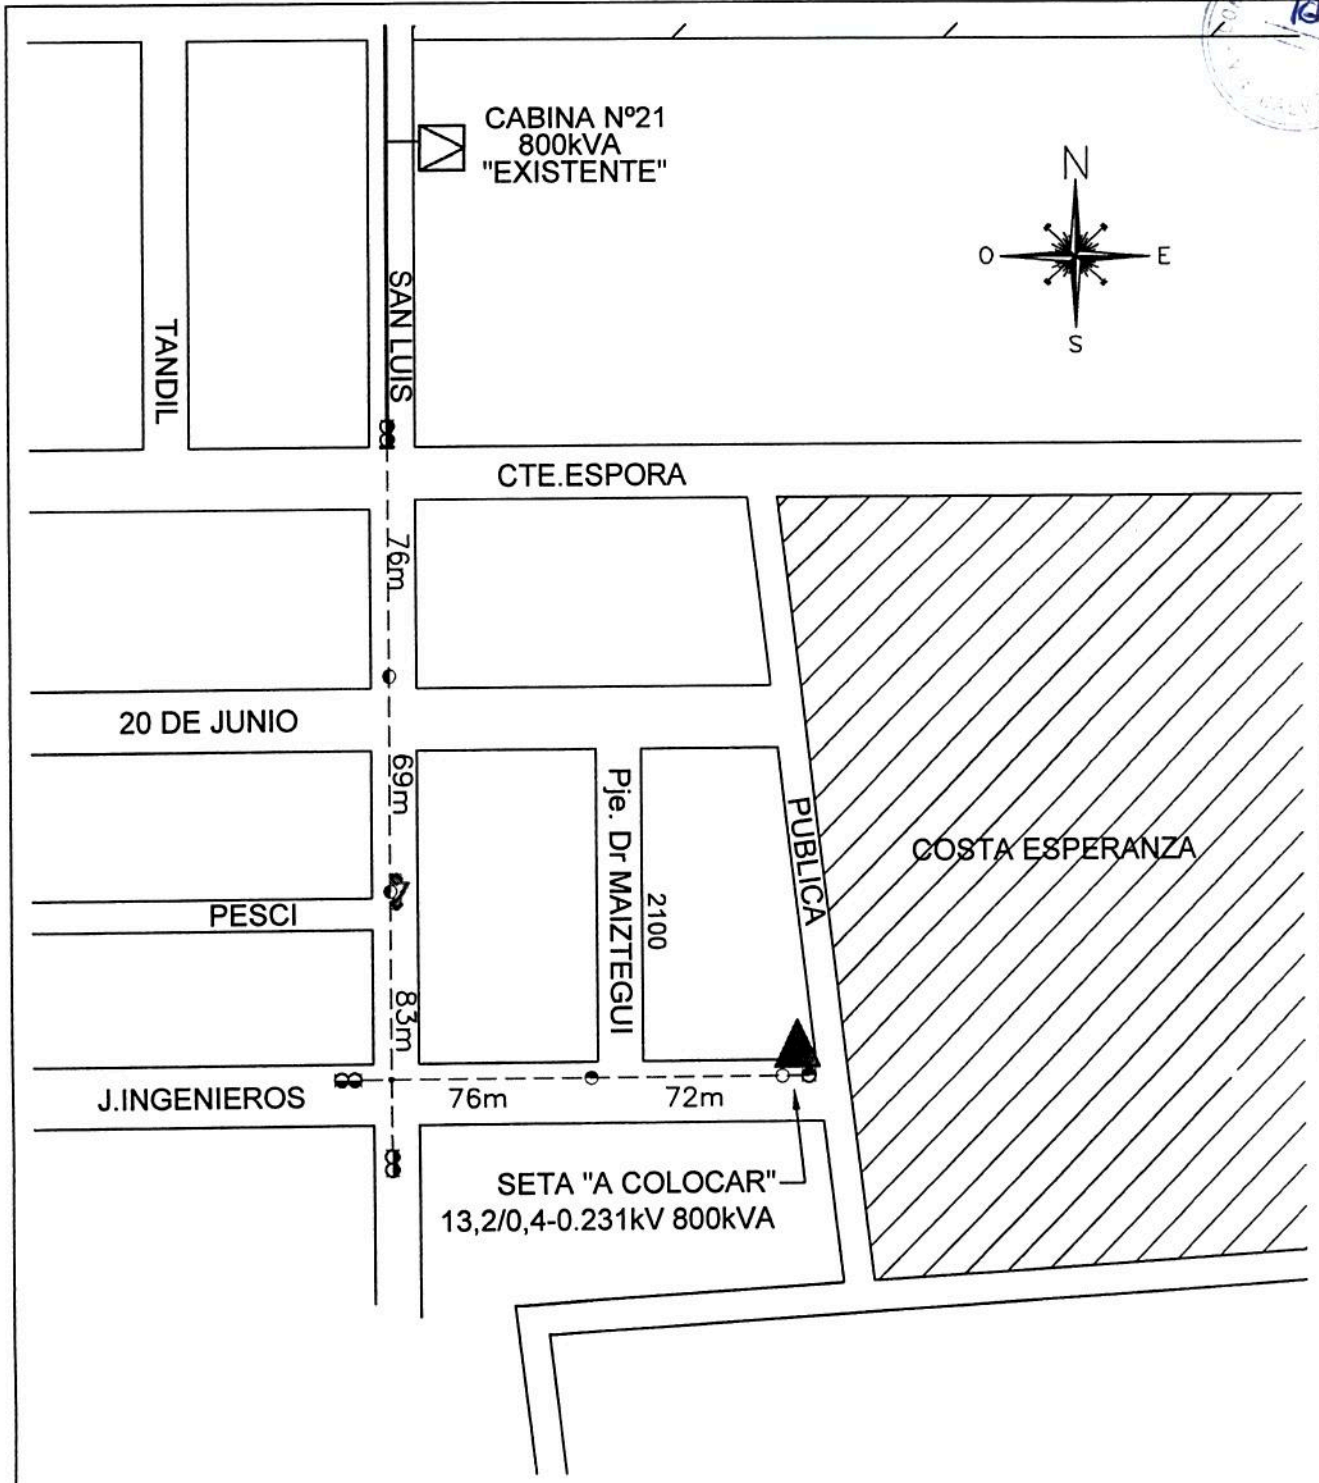 CABINA Nº21
800kVA
"EXISTENTE"
N
O
E
S
SAN LUIS
TANDIL
CTE.ESPORA
76m
20 DE JUNIO
69m
Pje. Dr MAIZTEGUI
2100
PUBLICA
COSTA ESPERANZA
PESCI
83m
J.INGENIEROS
76m
72m
SETA "A COLOCAR"
13,2/0,4-0.231kV 800kVA